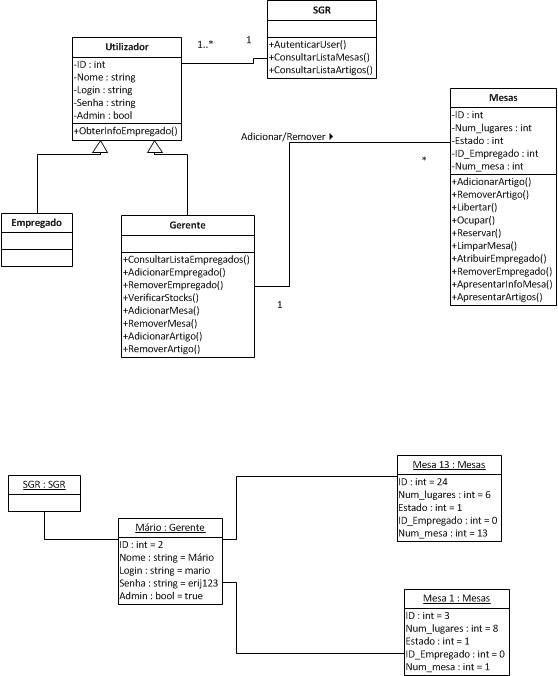 SGR
+AutenticarUser()
+ConsultarListaMesas()
+ConsultarListaArtigos()
1..*
1
Utilizador
-ID : int
-Nome : string
-Login : string
-Senha : string
-Admin : bool
+ObterInfoEmpregado()
Adicionar/Remover
*
1
Mesas
-ID : int
-Num_lugares : int
-Estado : int
-ID_Empregado : int
-Num_mesa : int
+AdicionarArtigo()
+RemoverArtigo()
+Libertar()
+Ocupar()
+Reservar()
+LimparMesa()
+AtribuirEmpregado()
+RemoverEmpregado()
+ApresentarInfoMesa()
+ApresentarArtigos()
Empregado
Gerente
+ConsultarListaEmpregados()
+AdicionarEmpregado()
+RemoverEmpregado()
+VerificarStocks()
+AdicionarMesa()
+RemoverMesa()
+AdicionarArtigo()
+RemoverArtigo()
SGR : SGR
Mário : Gerente
ID : int = 2
Nome : string = Mário
Login : string = mario
Senha : string = erij123
Admin : bool = true
Mesa 13 : Mesas
ID : int = 24
Num_lugares : int = 6
Estado : int = 1
ID_Empregado : int = 0
Num_mesa : int = 13
Mesa 1 : Mesas
ID : int = 3
Num_lugares : int = 8
Estado : int = 1
ID_Empregado : int = 0
Num_mesa : int = 1